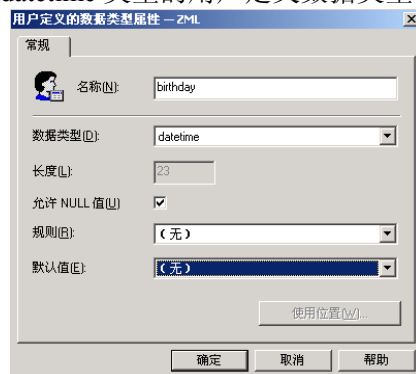 datetime 类型的用户定义数据类型
用户定义的数据类型属性 - ZML
常规
名称(N): birthday
数据类型(D): datetime
长度(L): 23
允许 NULL 值(U)
规则(R): (无)
默认值(E): (无)
使用位置(W)...
确定 取消 帮助